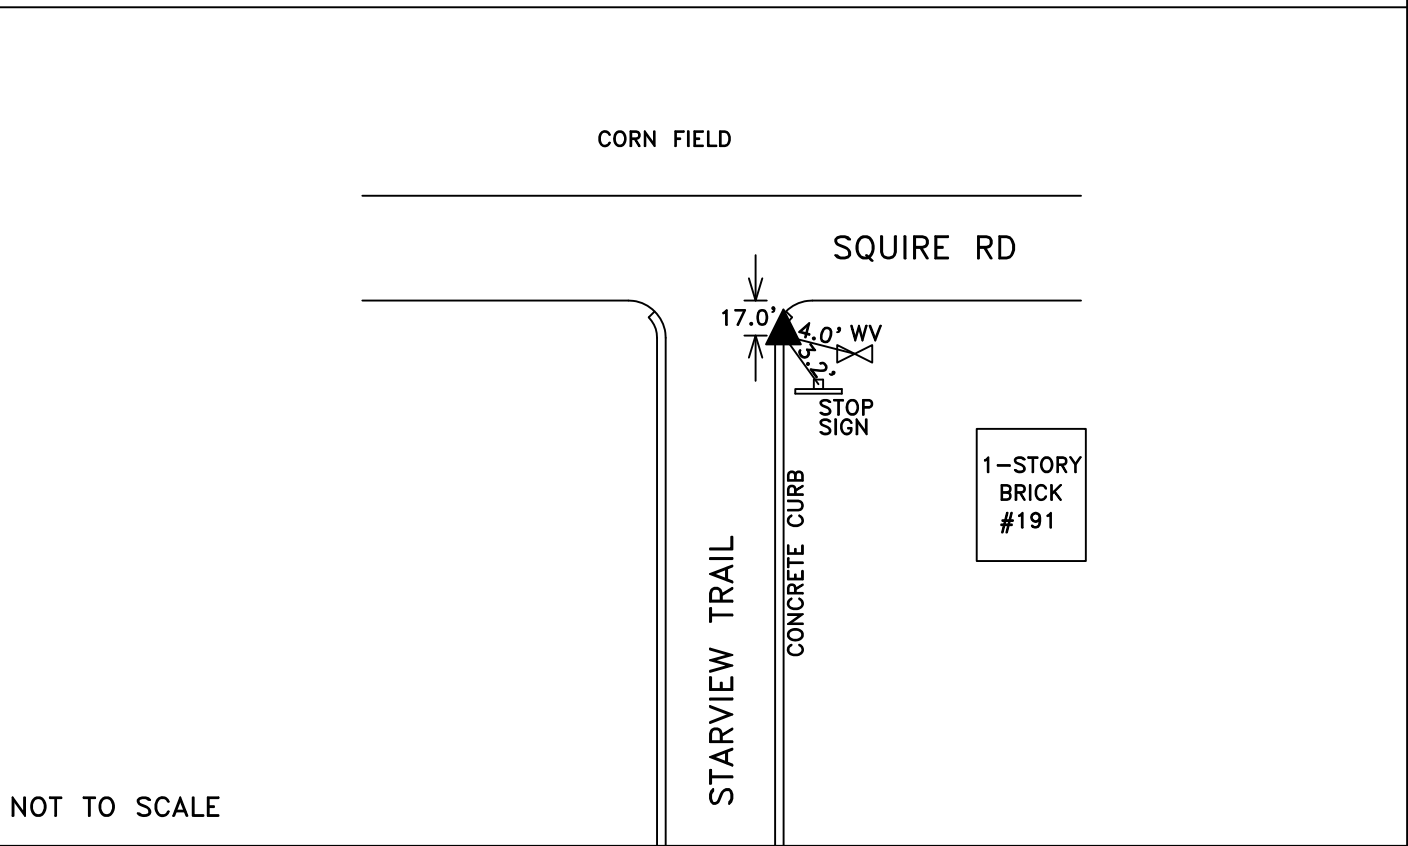 CORN FIELD
SQUIRE RD
17.0'
4.0' WV
3.2'
STOP
SIGN
1-STORY
BRICK
#191
CONCRETE CURB
STARVIEW TRAIL
NOT TO SCALE